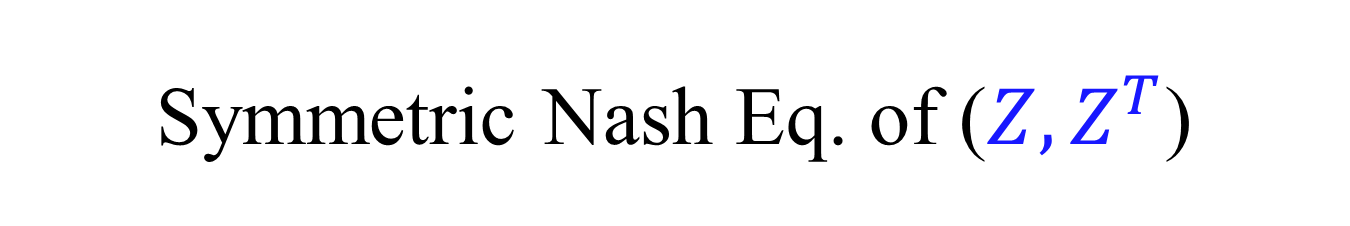 Symmetric Nash Eq. of (Z, Z^T)